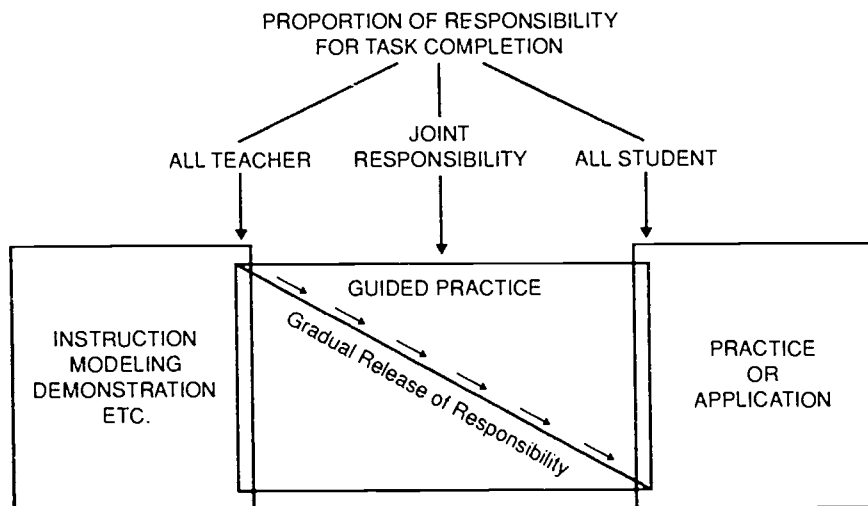 PROPORTION OF RESPONSIBILITY
FOR TASK COMPLETION
ALL TEACHER
JOINT
RESPONSIBILITY
ALL STUDENT
INSTRUCTION
MODELING
DEMONSTRATION
ETC.
GUIDED PRACTICE
Gradual Release of Responsibility
PRACTICE
OR
APPLICATION